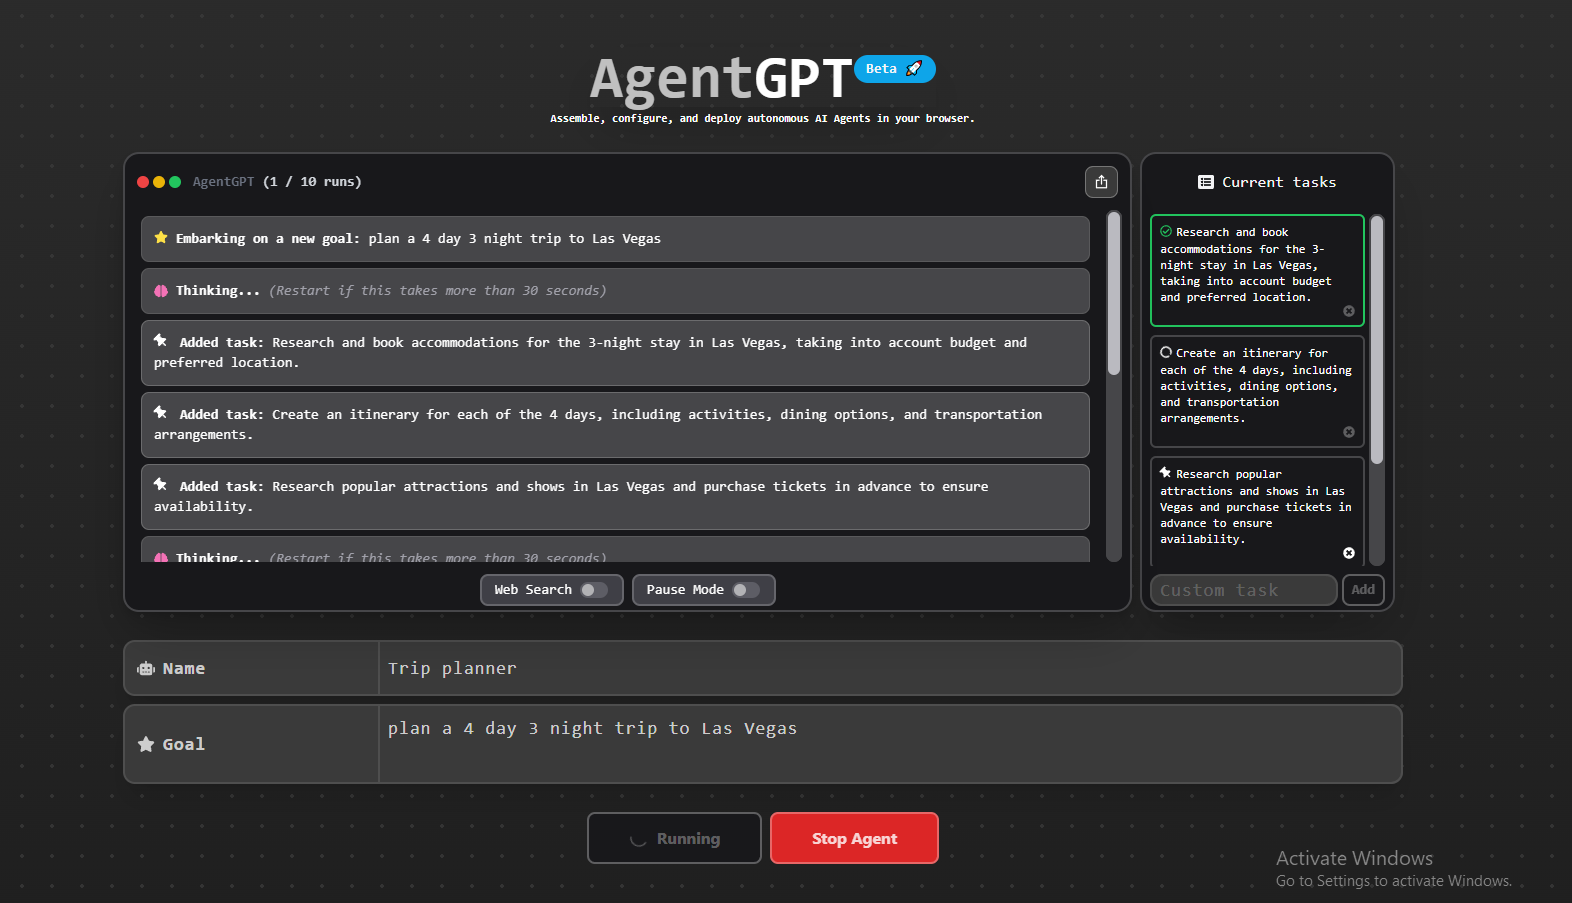 AgentGPT Beta
Assemble, configure, and deploy autonomous AI Agents in your browser.
AgentGPT (1 / 10 runs)
Embarking on a new goal: plan a 4 day 3 night trip to Las Vegas
Thinking... (Restart if this takes more than 30 seconds)
Added task: Research and book accommodations for the 3-night stay in Las Vegas, taking into account budget and
preferred location.
Added task: Create an itinerary for each of the 4 days, including activities, dining options, and transportation
arrangements.
Added task: Research popular attractions and shows in Las Vegas and purchase tickets in advance to ensure
availability.
Thinking... (Restart if this takes more than 30 seconds)
Web Search
Pause Mode
Current tasks
Research and book
accommodations for the 3-
night stay in Las Vegas,
taking into account budget
and preferred location.
Create an itinerary for
each of the 4 days, including
activities, dining options,
and transportation
arrangements.
Research popular
attractions and shows in Las
Vegas and purchase tickets in
advance to ensure
availability.
Custom task
Add
Name
Trip planner
Goal
plan a 4 day 3 night trip to Las Vegas
Running
Stop Agent
Activate Windows
Go to Settings to activate Windows.